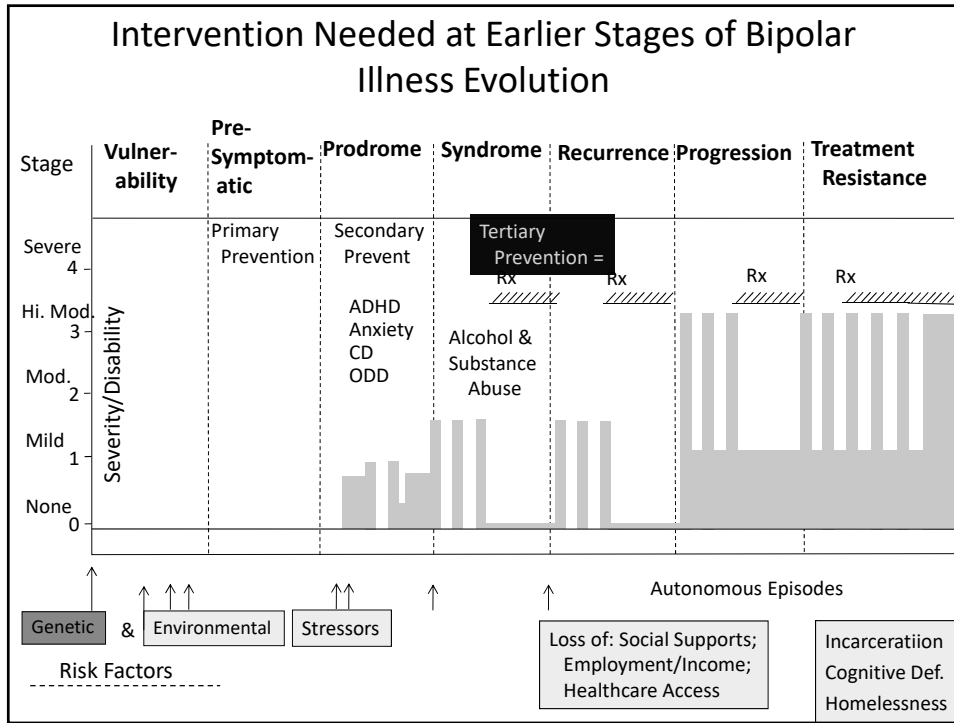 Intervention Needed at Earlier Stages of Bipolar
Illness Evolution
Stage
Vulner-
ability
Pre-
Symptom-
atic
Prodrome
Syndrome
Recurrence
Progression
Treatment
Resistance
Severe
4
Hi. Mod.
3
Mod.
2
Mild
1
None
0
Severity/Disability
Primary
Prevention
Secondary
Prevent
Tertiary
Prevention =
Rx
Rx
Rx
Rx
ADHD
Anxiety
CD
ODD
Alcohol &
Substance
Abuse
Autonomous Episodes
Genetic
&
Environmental
Stressors
Risk Factors
Loss of: Social Supports;
Employment/Income;
Healthcare Access
Incarceratiion
Cognitive Def.
Homelessness